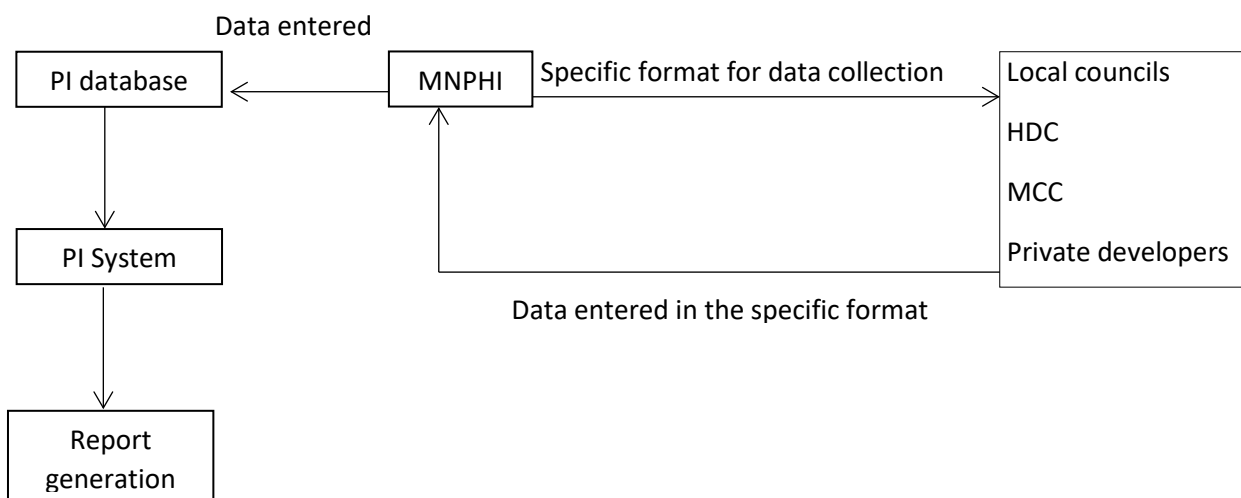 Data entered
PI database
MNPHI
Specific format for data collection
Local councils
HDC
MCC
Private developers
PI System
Data entered in the specific format
Report
generation